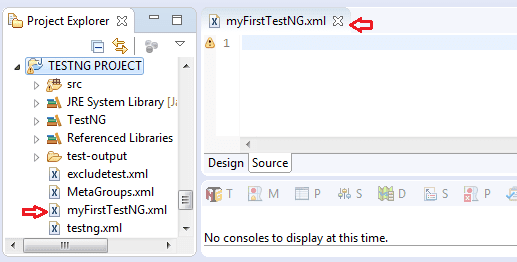 Project Explorer
TESTNG PROJECT
src
JRE System Library [Ja
TestNG
Referenced Libraries
test-output
excludetest.xml
MetaGroups.xml
myFirstTestNG.xml
testng.xml
myFirstTestNG.xml
1
Design Source
T M P S D S P
No consoles to display at this time.